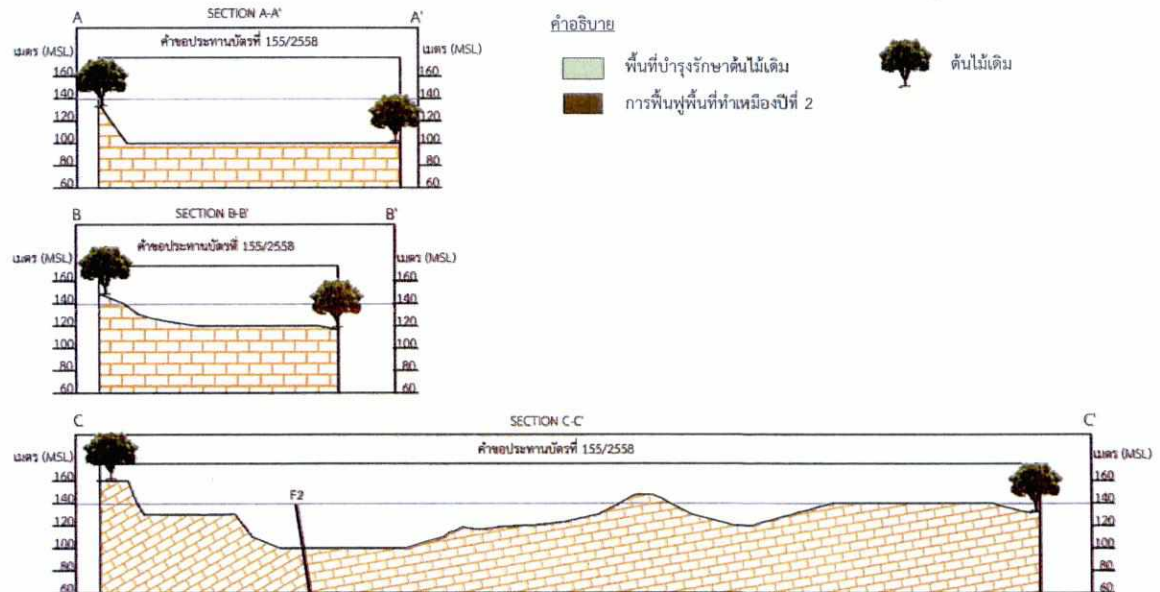 A SECTION A-A' A'
คำขอประทานบัตรที่ 155/2558
เมตร (MSL) เมตร (MSL)
160 160
140 140
120 120
100 100
80 80
60 60
คำอธิบาย
พื้นที่บำรุงรักษาต้นไม้เดิม
ต้นไม้เดิม
การฟื้นฟูพื้นที่ทำเหมืองปีที่ 2
B SECTION B-B' B'
คำขอประทานบัตรที่ 155/2558
เมตร (MSL) เมตร (MSL)
160 160
140 140
120 120
100 100
80 80
60 60
C SECTION C-C' C'
คำขอประทานบัตรที่ 155/2558
เมตร (MSL) เมตร (MSL)
160 160
140 F2 140
120 120
100 100
80 80
60 60